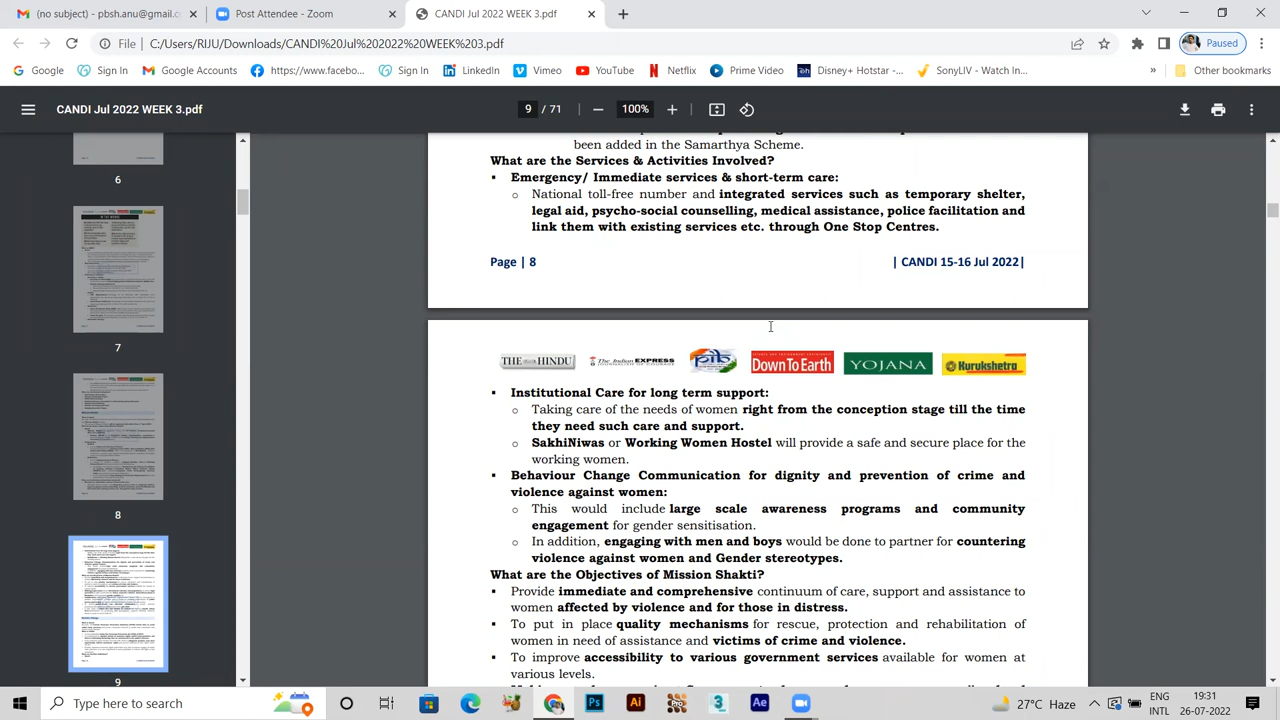 (no subject) - pbsh.anu@gmail.c
Post Attendee - Zoom
CANDI Jul 2022 WEEK 3.pdf
File
C:/Users/RIJU/Downloads/CANDI%20Jul%202022%20WEEK%203.pdf
Paused
Google
Sign In
Google Accounts
https://www.facebo...
Sign In
LinkedIn
Vimeo
YouTube
Netflix
Prime Video
Disney+ Hotstar -...
SonyLIV - Watch In...
»
Other bookmarks
CANDI Jul 2022 WEEK 3.pdf
9 / 71
100%
6
7
8
9
been added in the Samarthya Scheme.
What are the Services & Activities Involved?
▪ Emergency/ Immediate services & short-term care:
o National toll-free number and integrated services such as temporary shelter,
legal aid, psycho-social counselling, medical assistance, police facilitation and
link them with existing services etc. through One Stop Centres.
Page | 8
| CANDI 15-16 Jul 2022|
THE HINDU
The Indian EXPRESS
pib
DownToEarth
YOJANA
Kurukshetra
▪ Institutional Care for long term support:
o Taking care of the needs of women right from the conception stage till the time
they need such care and support.
o SakhiNiwas or Working Women Hostel will provide a safe and secure place for the
working women.
▪ Behaviour Change Communication for dignity and prevention of crime and
violence against women:
o This would include large scale awareness programs and community
engagement for gender sensitisation.
o In addition, engaging with men and boys would be done to partner for countering
violence against women and Gender stereotypes.
What are the Objectives of Mission Shakti?
▪ Provide immediate and comprehensive continuum of care, support and assistance to
women affected by violence and for those in distress.
▪ To put in place quality mechanisms for rescue, protection and rehabilitation of
women in need of assistance and victims of crime and violence.
▪ To improve accessibility to various government services available for women at
various levels.
Type here to search
27°C Haze
ENG
INTL
19:31
26-07-2022